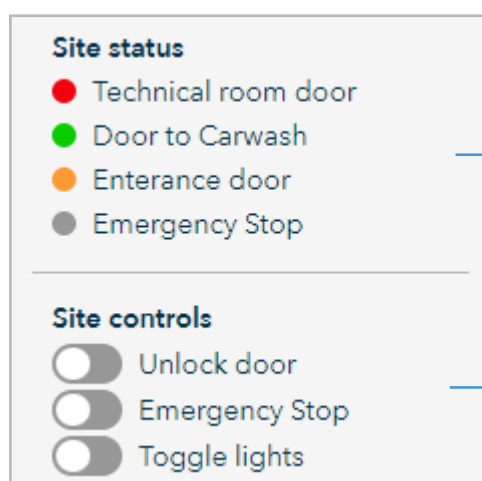 Site status
Technical room door
Door to Carwash
Enterance door
Emergency Stop
Site controls
Unlock door
Emergency Stop
Toggle lights